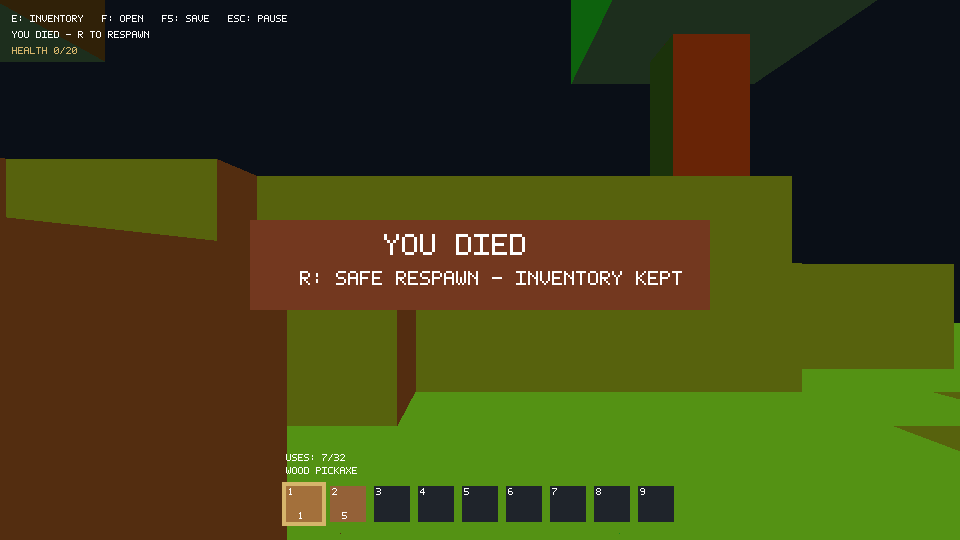 E: INVENTORY   F: OPEN   F5: SAVE   ESC: PAUSE
YOU DIED - R TO RESPAWN
HEALTH 0/20
YOU DIED
R: SAFE RESPAWN - INVENTORY KEPT
USES: 7/32
WOOD PICKAXE
1 2 3 4 5 6 7 8 9
1 5